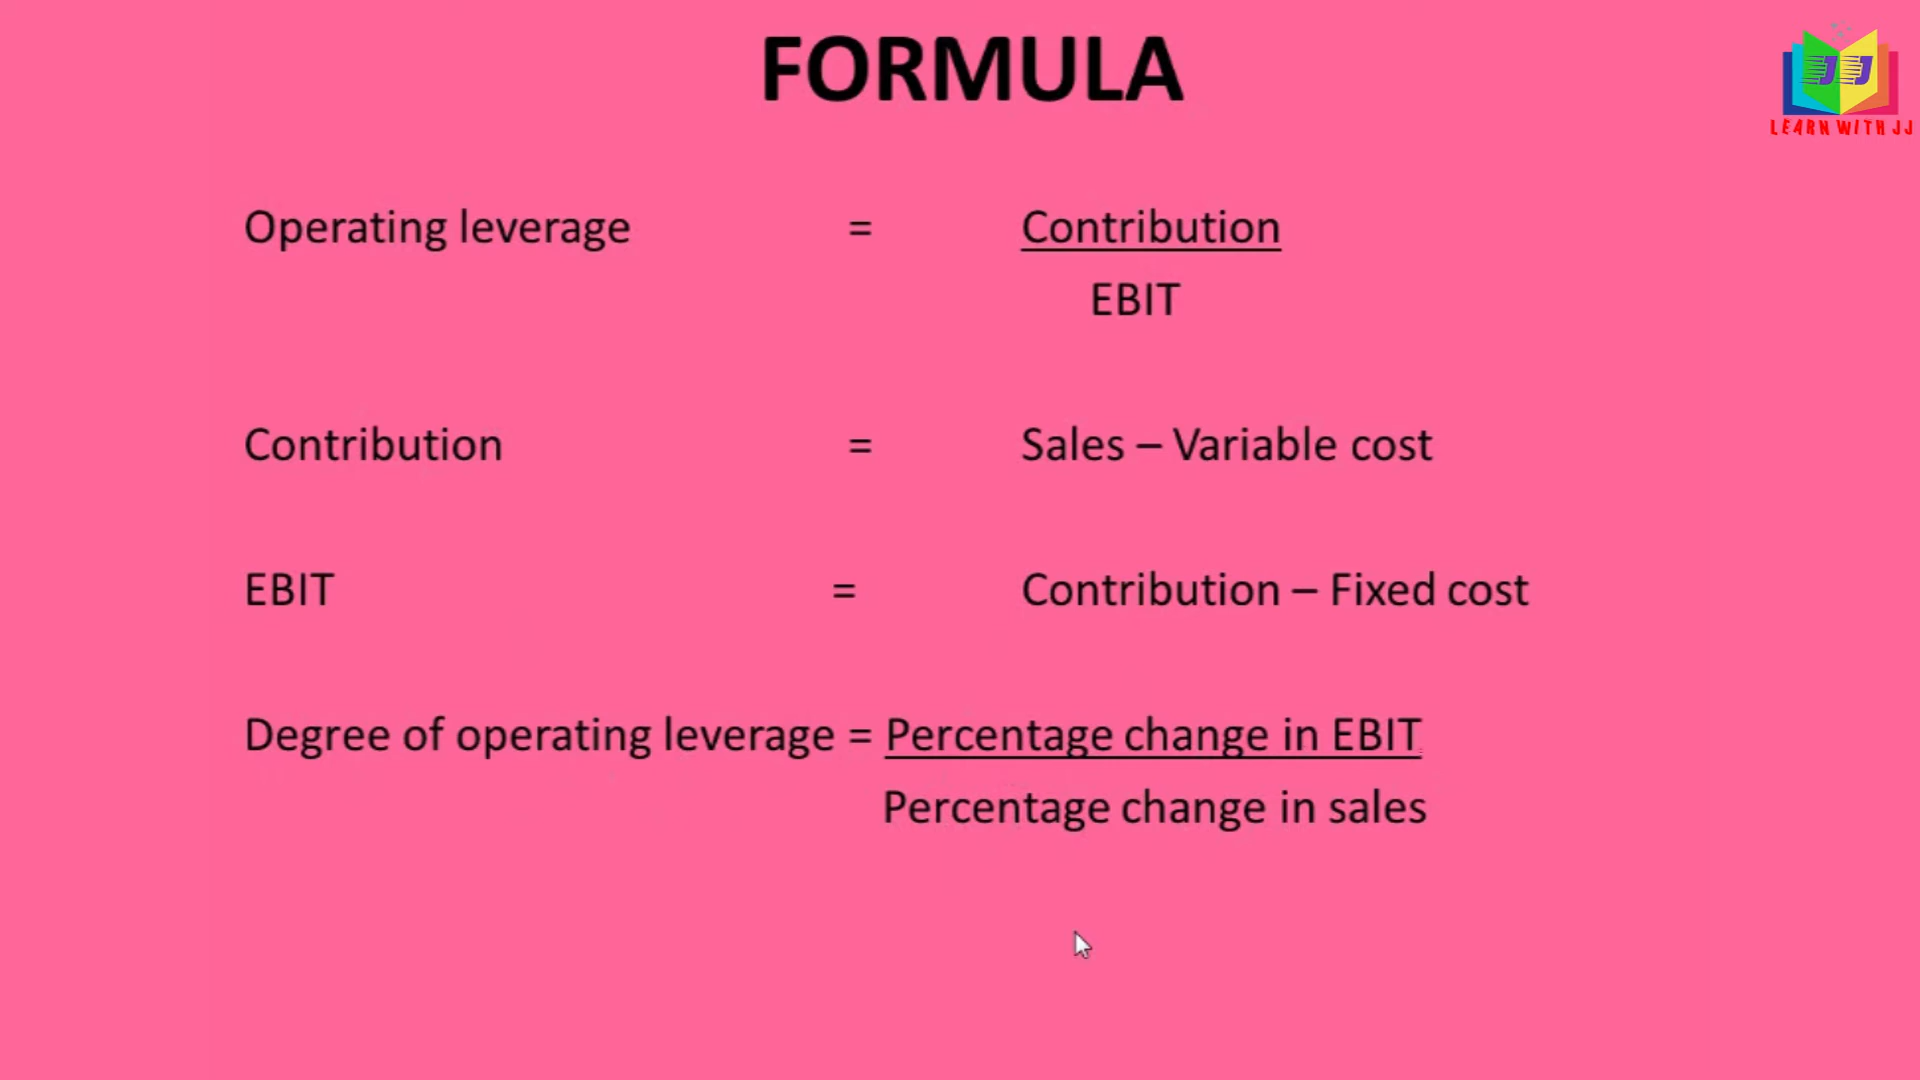 FORMULA
JJ
LEARN WITH JJ
Operating leverage = Contribution
EBIT
Contribution = Sales – Variable cost
EBIT = Contribution – Fixed cost
Degree of operating leverage = Percentage change in EBIT
Percentage change in sales